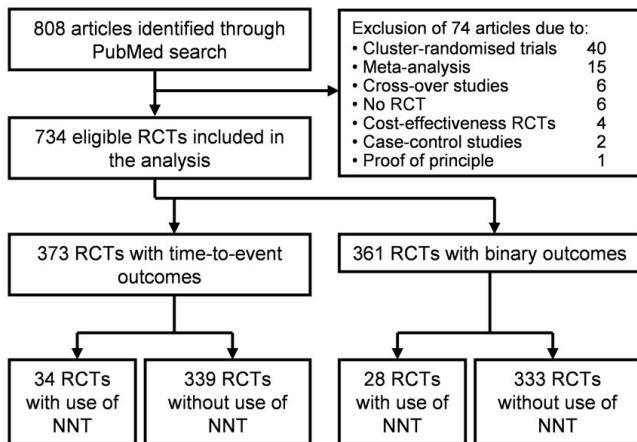 808 articles identified through
PubMed search
Exclusion of 74 articles due to:
• Cluster-randomised trials 40
• Meta-analysis 15
• Cross-over studies 6
• No RCT 6
• Cost-effectiveness RCTs 4
• Case-control studies 2
• Proof of principle 1
734 eligible RCTs included in
the analysis
373 RCTs with time-to-event
outcomes
361 RCTs with binary outcomes
34 RCTs
with use of
NNT
339 RCTs
without use of
NNT
28 RCTs
with use of
NNT
333 RCTs
without use of
NNT